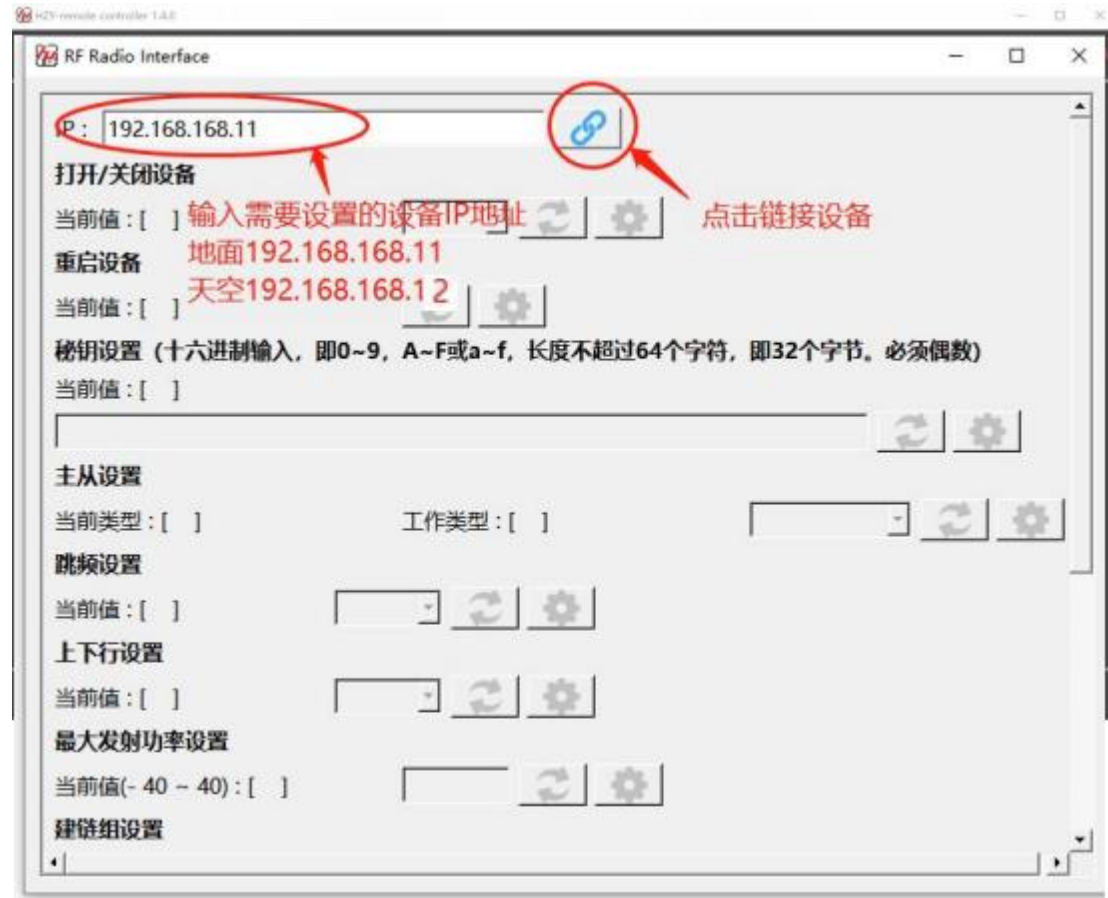 HZY-remote controller 1.4.0
RF Radio Interface
IP : 192.168.168.11
打开/关闭设备
当前值 : [ ]
输入需要设置的设备IP地址
点击链接设备
地面192.168.168.11
重启设备
天空192.168.168.12
当前值 : [ ]
秘钥设置 (十六进制输入, 即0~9, A~F或a~f, 长度不超过64个字符, 即32个字节。必须偶数)
当前值 : [ ]
主从设置
当前类型 : [ ] 工作类型 : [ ]
跳频设置
当前值 : [ ]
上下行设置
当前值 : [ ]
最大发射功率设置
当前值(- 40 ~ 40) : [ ]
建链组设置